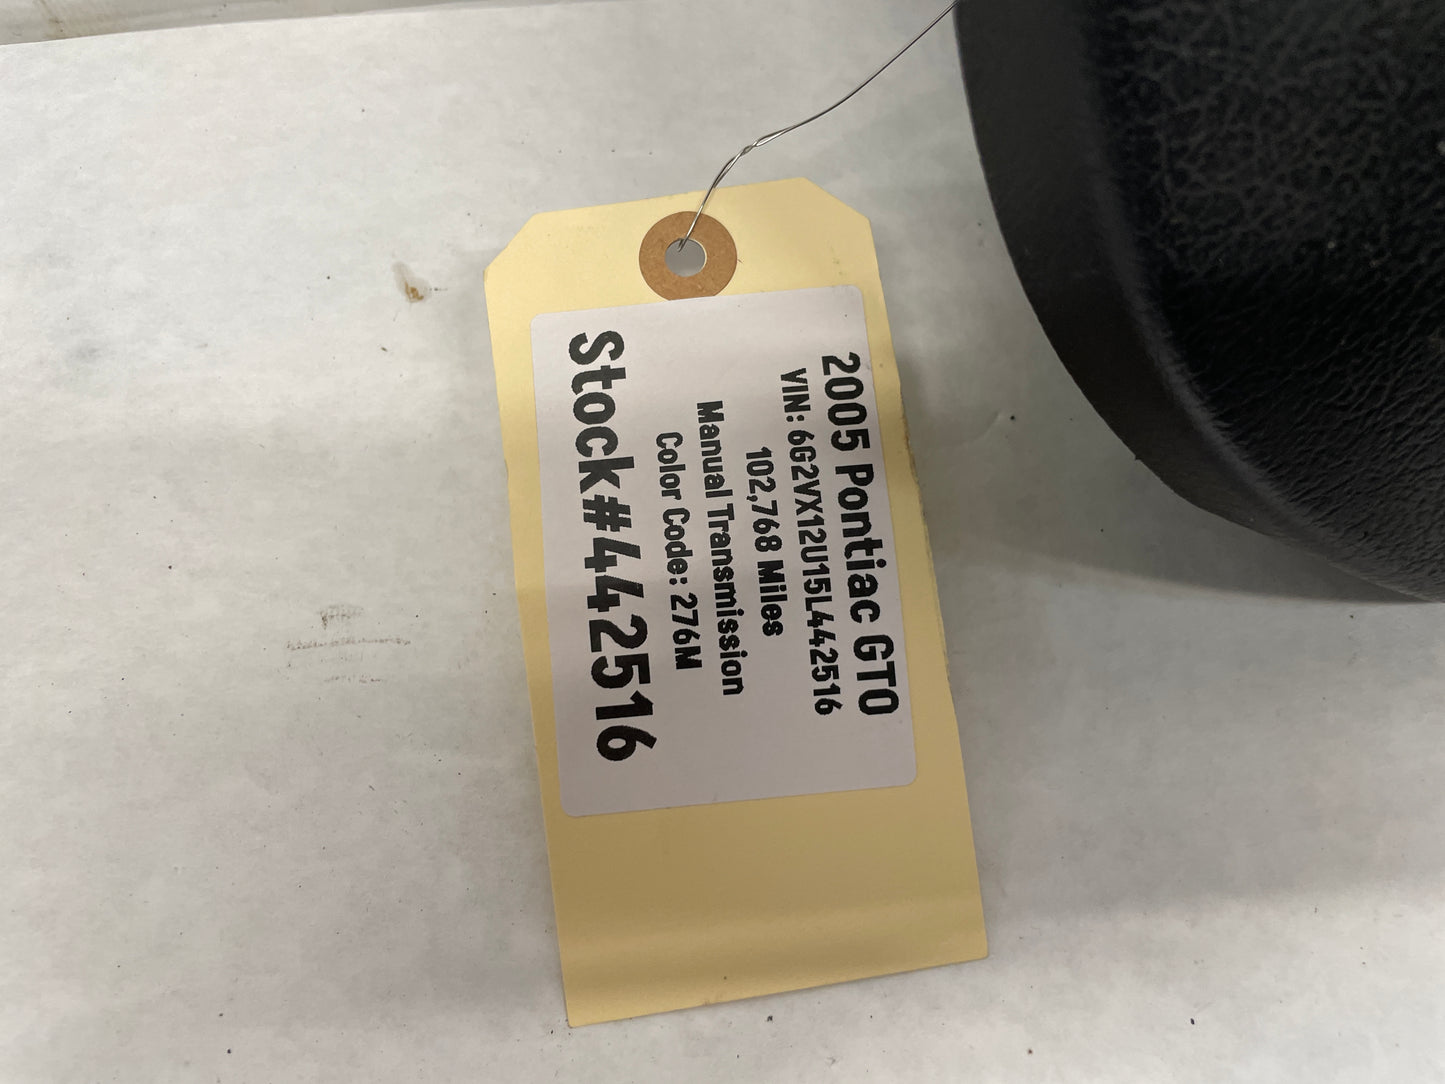 2005 Pontiac GTO
VIN: 6G2VX12U15L442516
102,768 Miles
Manual Transmission
Color Code: 276M
Stock#442516